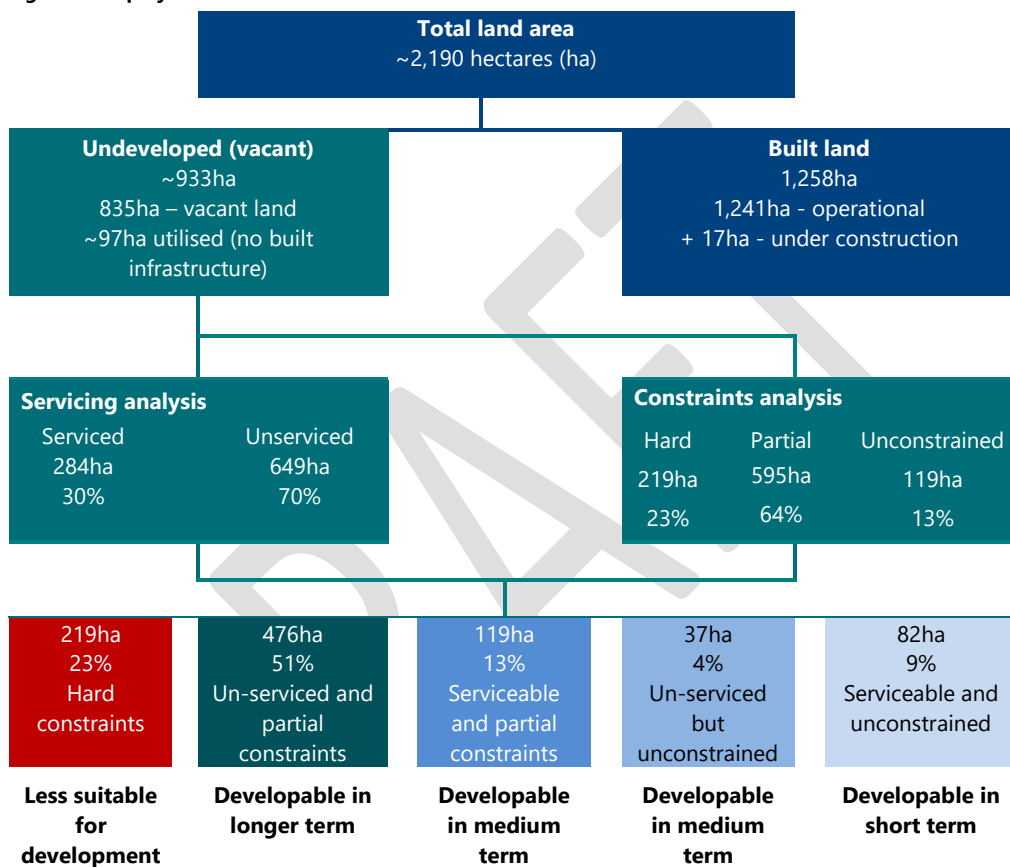 Total land area
~2,190 hectares (ha)
Undeveloped (vacant)
~933ha
835ha – vacant land
~97ha utilised (no built
infrastructure)
Built land
1,258ha
1,241ha - operational
+ 17ha - under construction
Servicing analysis
Serviced
284ha
30%
Unserviced
649ha
70%
Constraints analysis
Hard
219ha
23%
Partial
595ha
64%
Unconstrained
119ha
13%
219ha
23%
Hard
constraints
476ha
51%
Un-serviced and
partial
constraints
119ha
13%
Serviceable
and partial
constraints
37ha
4%
Un-serviced
but
unconstrained
82ha
9%
Serviceable and
unconstrained
Less suitable
for
development
Developable in
longer term
Developable
in medium
term
Developable
in medium
term
Developable in
short term
DRAFT